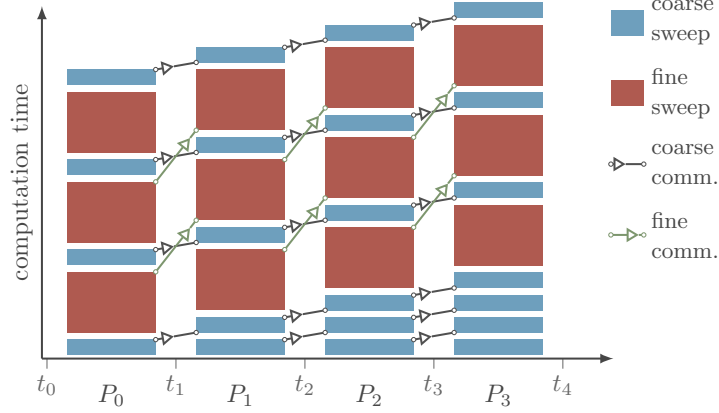 coarse
sweep
fine
sweep
coarse
comm.
fine
comm.
computation time
t0 P0 t1 P1 t2 P2 t3 P3 t4